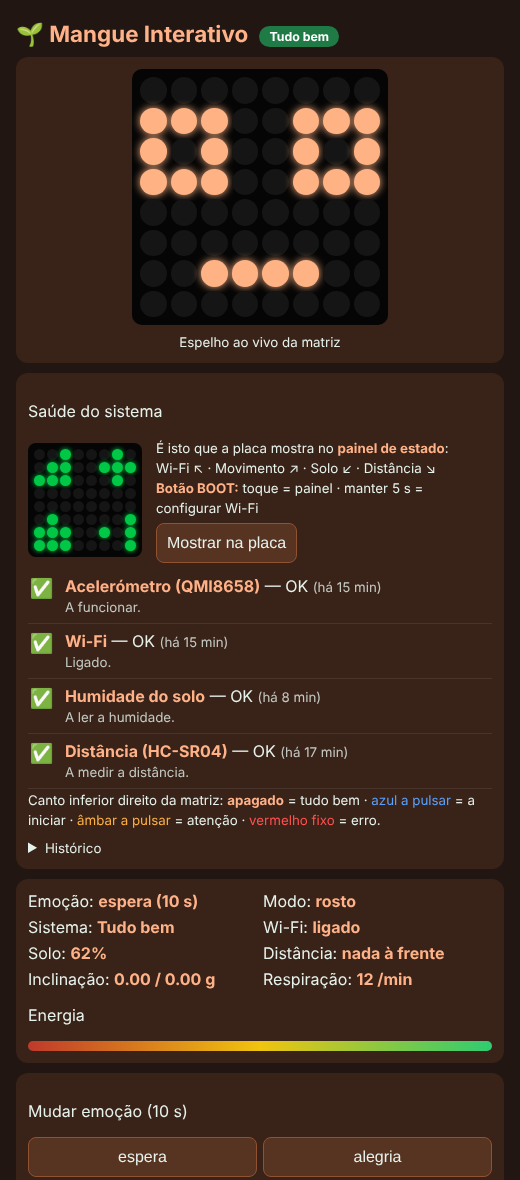 🌱 Mangue Interativo Tudo bem
Espelho ao vivo da matriz
Saúde do sistema
É isto que a placa mostra no painel de estado:
Wi-Fi ↖ · Movimento ↗ · Solo ↙ · Distância ↘
Botão BOOT: toque = painel · manter 5 s =
configurar Wi-Fi
Mostrar na placa
✅ Acelerómetro (QMI8658) — OK (há 15 min)
A funcionar.
✅ Wi-Fi — OK (há 15 min)
Ligado.
✅ Humidade do solo — OK (há 8 min)
A ler a humidade.
✅ Distância (HC-SR04) — OK (há 17 min)
A medir a distância.
Canto inferior direito da matriz: apagado = tudo bem · azul a pulsar = a
iniciar · âmbar a pulsar = atenção · vermelho fixo = erro.
▶ Histórico
Emoção: espera (10 s) Modo: rosto
Sistema: Tudo bem Wi-Fi: ligado
Solo: 62% Distância: nada à frente
Inclinação: 0.00 / 0.00 g Respiração: 12 /min
Energia
Mudar emoção (10 s)
espera alegria